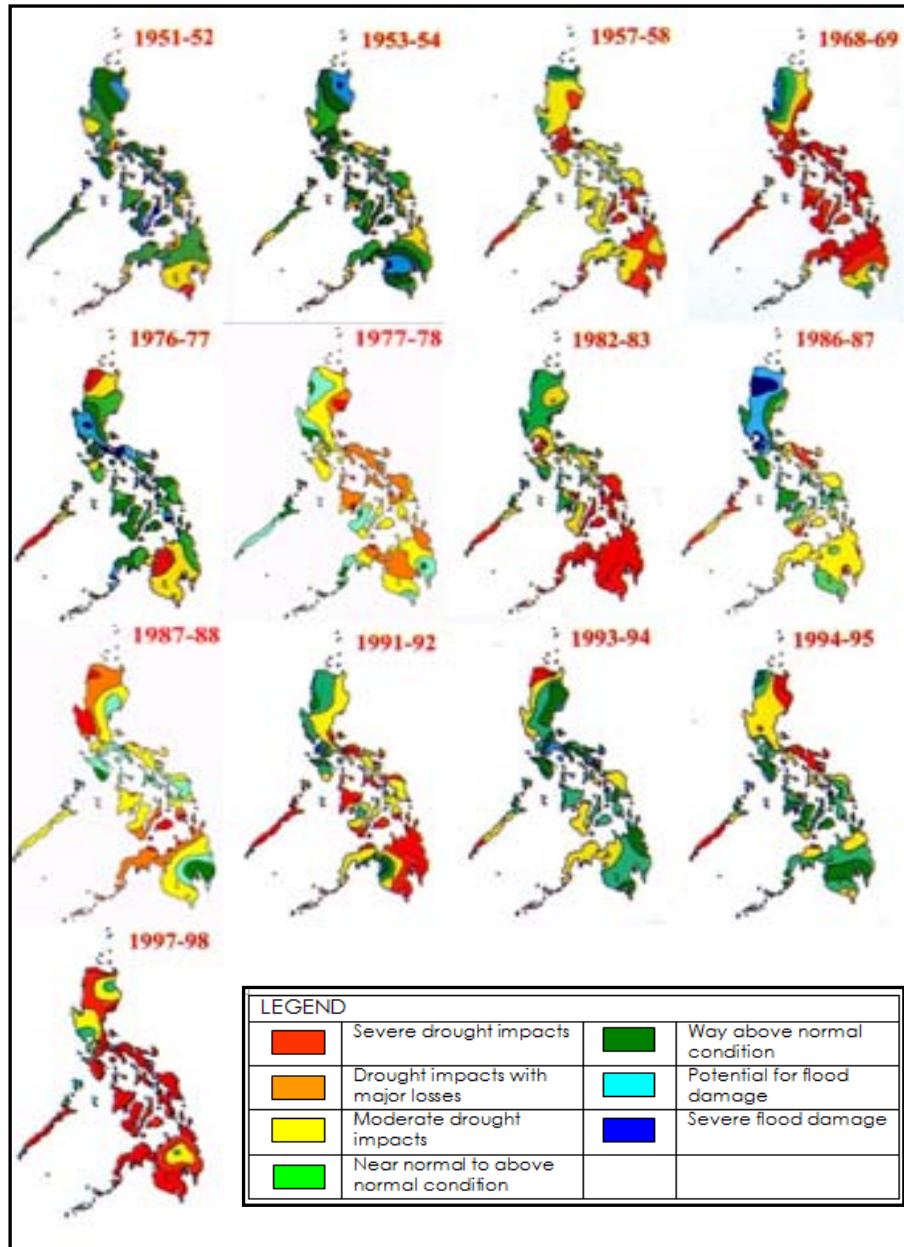 1951-52
1953-54
1957-58
1968-69
1976-77
1977-78
1982-83
1986-87
1987-88
1991-92
1993-94
1994-95
1997-98
LEGEND
Severe drought impacts
Way above normal
condition
Drought impacts with
major losses
Potential for flood
damage
Moderate drought
impacts
Severe flood damage
Near normal to above
normal condition